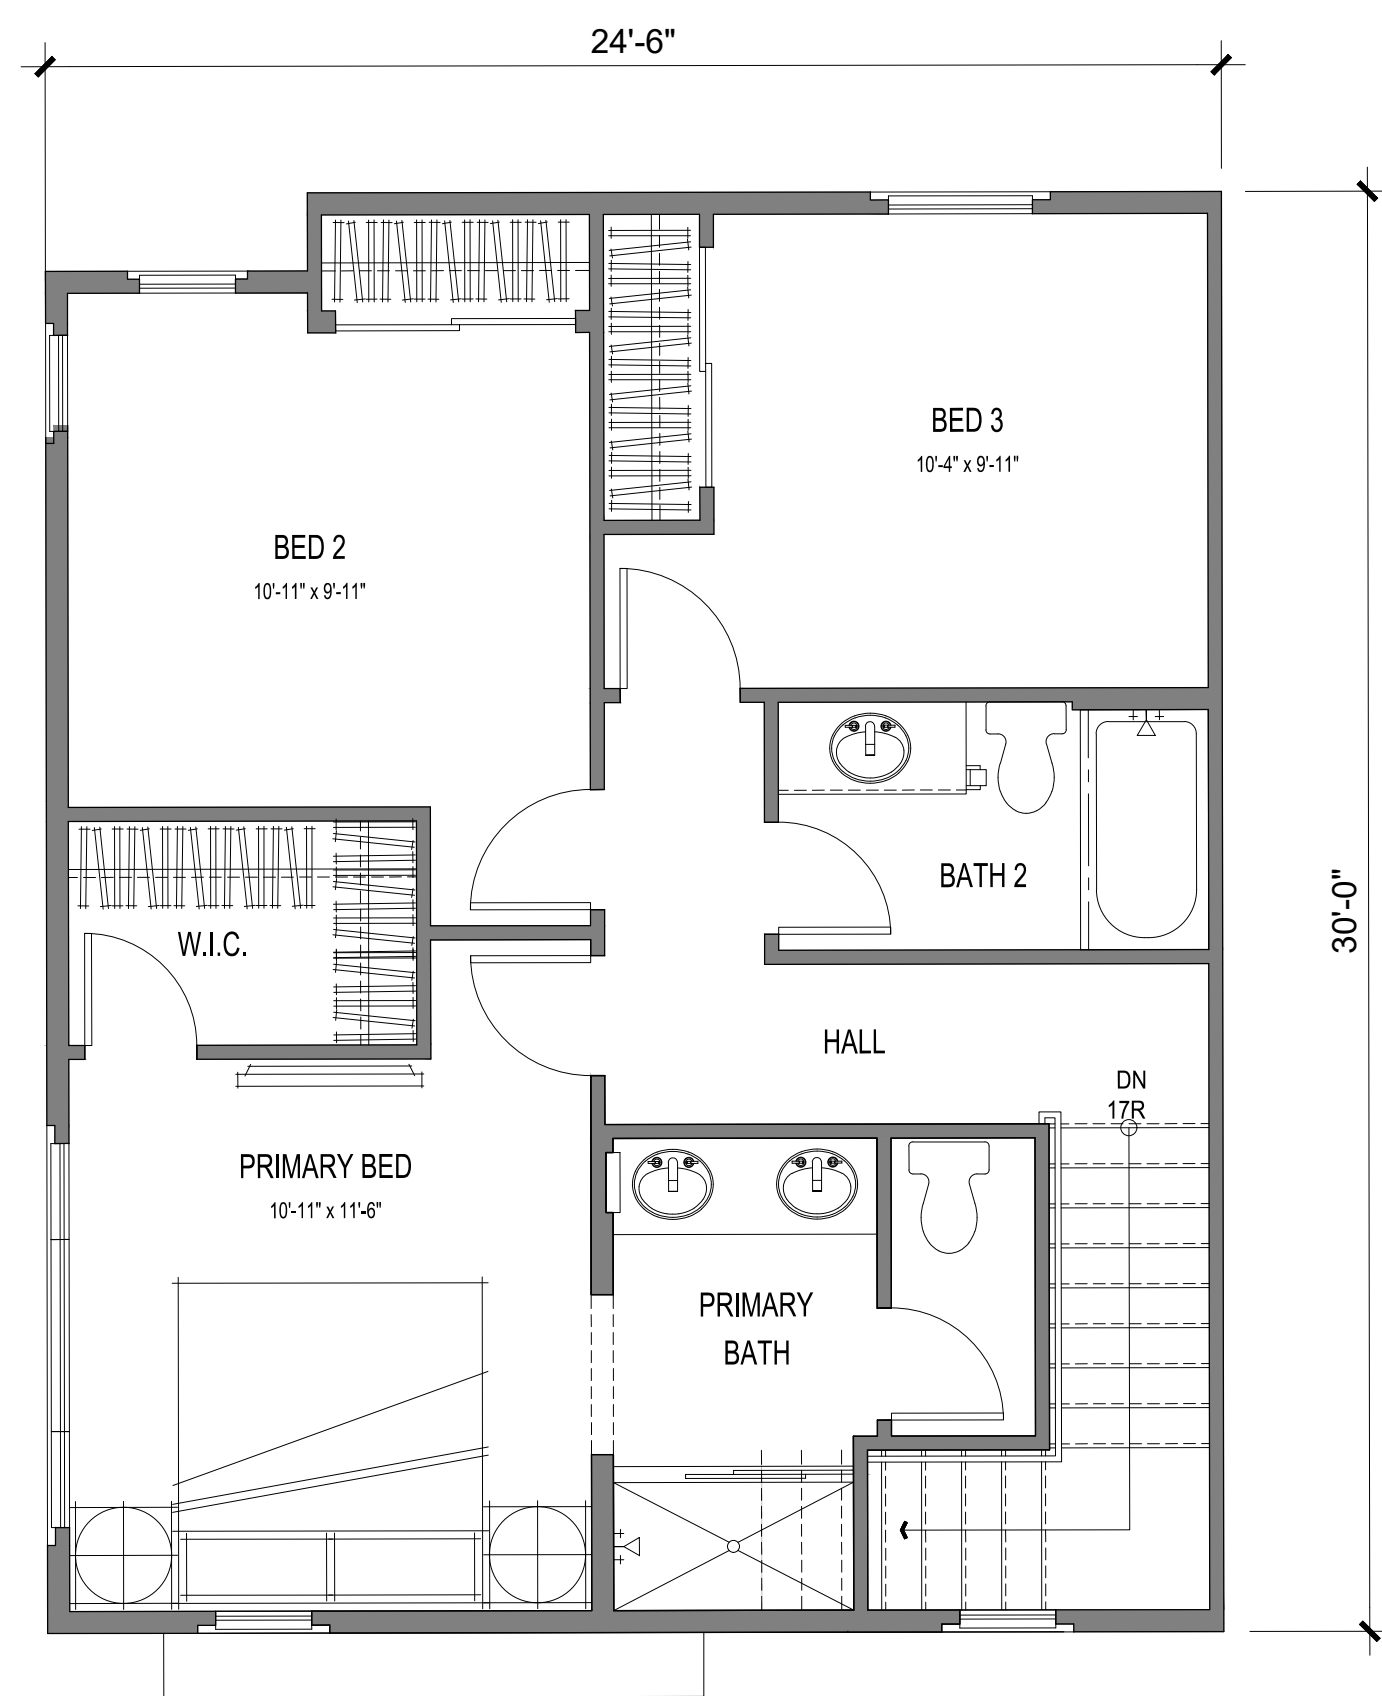 24'-6"
BED 3
10'-4" x 9'-11"
BED 2
10'-11" x 9'-11"
BATH 2
30'-0"
W.I.C.
HALL
DN
17R
PRIMARY BED
10'-11" x 11'-6"
PRIMARY
BATH